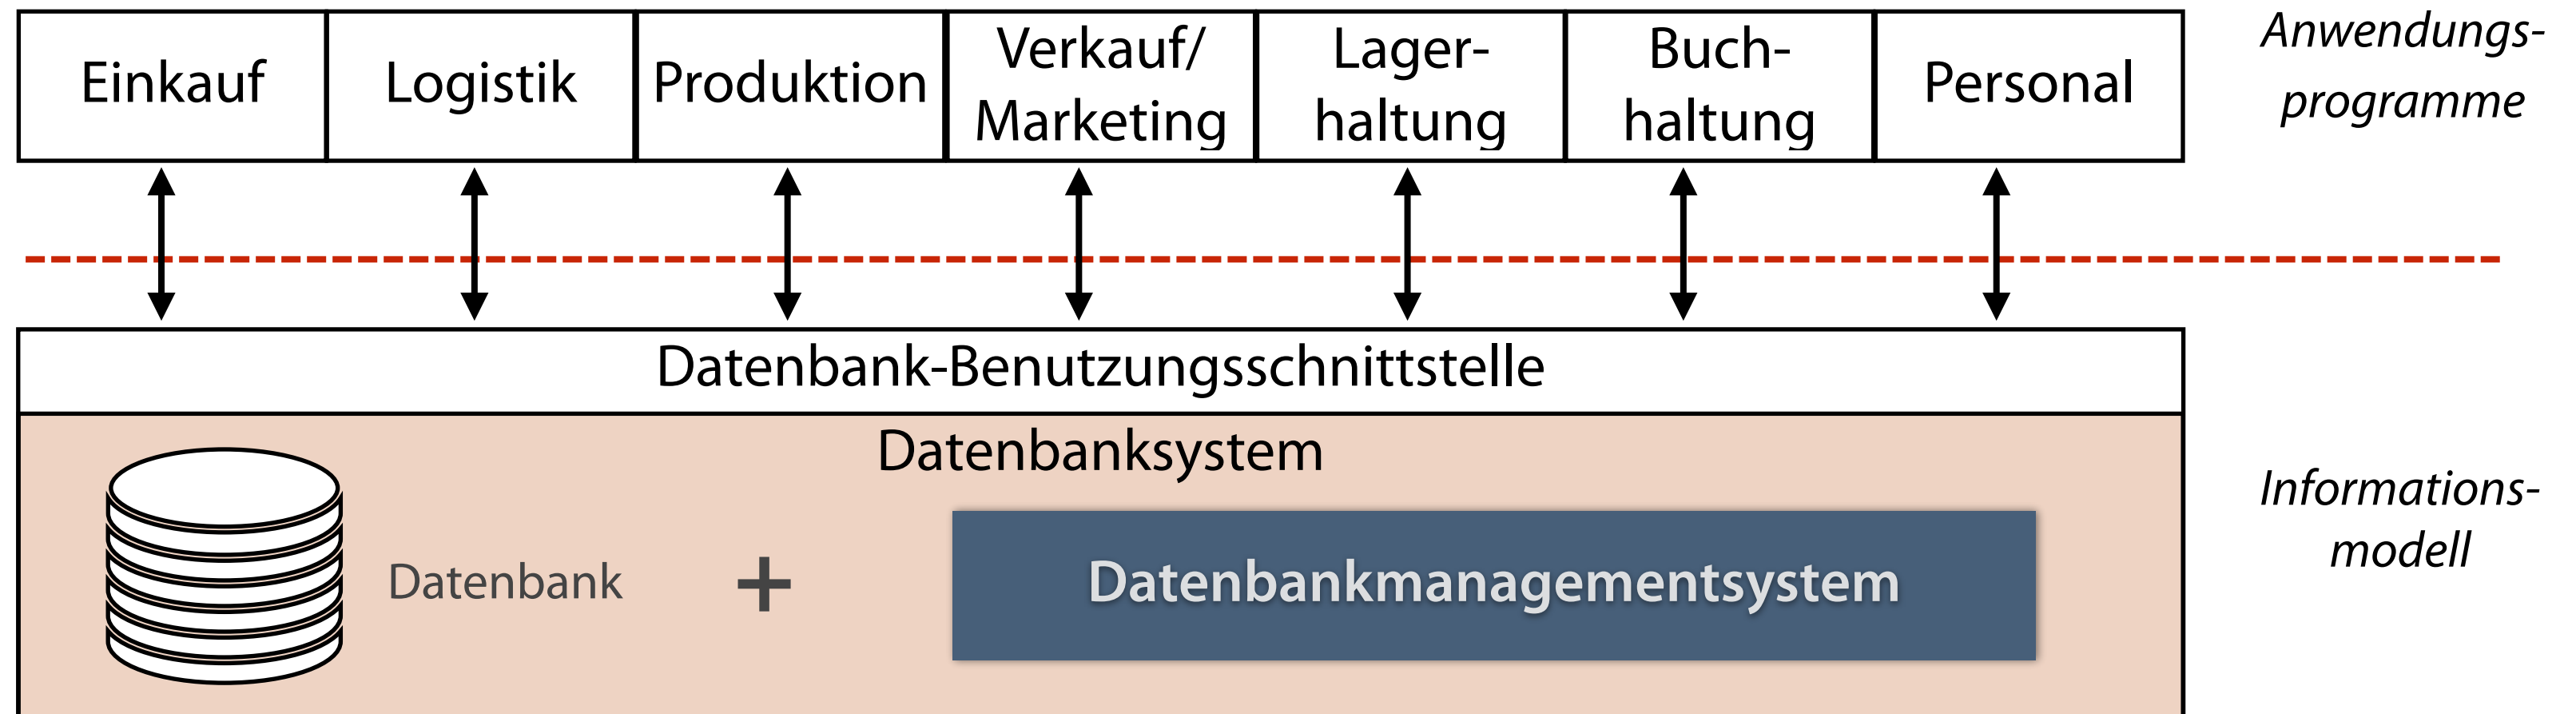 Einkauf
Logistik
Produktion
Verkauf/
Marketing
Lager-
haltung
Buch-
haltung
Personal
Anwendungs-
programme
Datenbank-Benutzungsschnittstelle
Datenbanksystem
Datenbank
+
Datenbankmanagementsystem
Informations-
modell